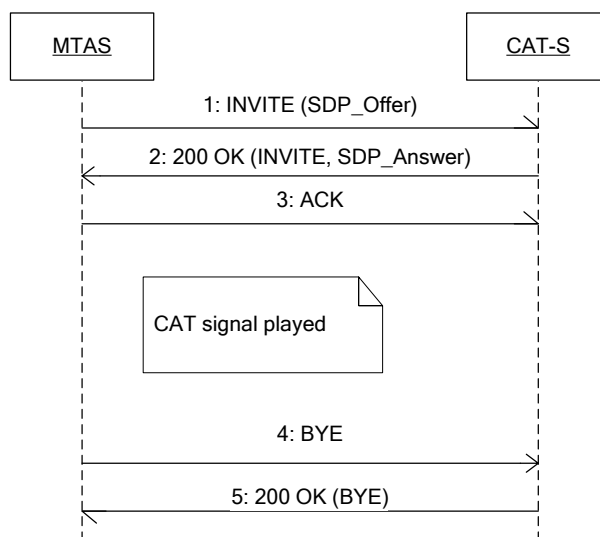 MTAS
CAT-S
1: INVITE (SDP_Offer)
2: 200 OK (INVITE, SDP_Answer)
3: ACK
CAT signal played
4: BYE
5: 200 OK (BYE)